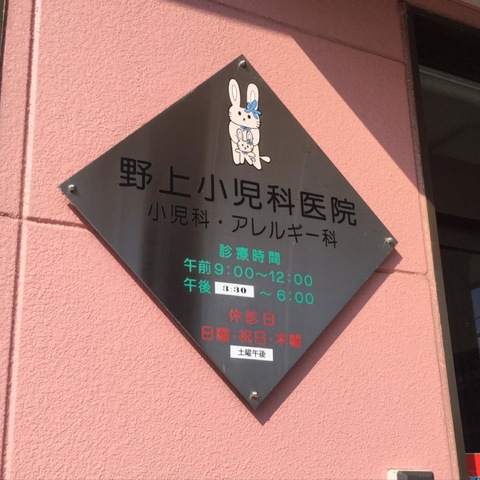 野上小児科医院
小児科・アレルギー科
診療時間
午前9:00〜12:00
午後3:30〜6:00
休診日
日曜・祝日・木曜
土曜午後